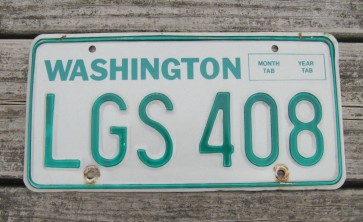 WASHINGTON
MONTH YEAR
TAB TAB
LGS 408